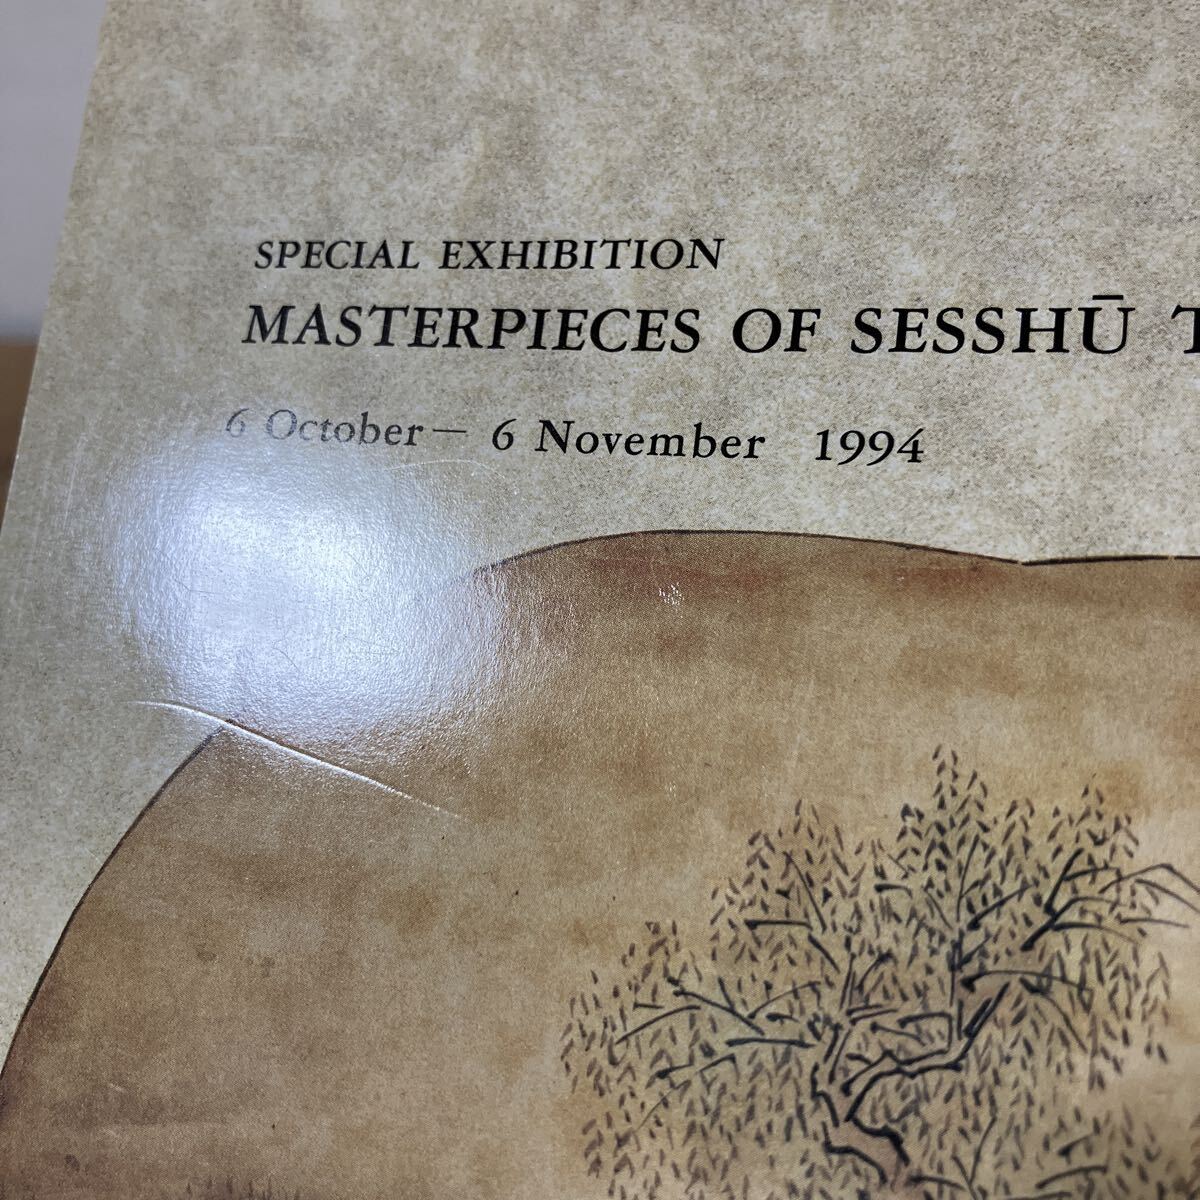 SPECIAL EXHIBITION
MASTERPIECES OF SESSHŪ T
6 October— 6 November 1994